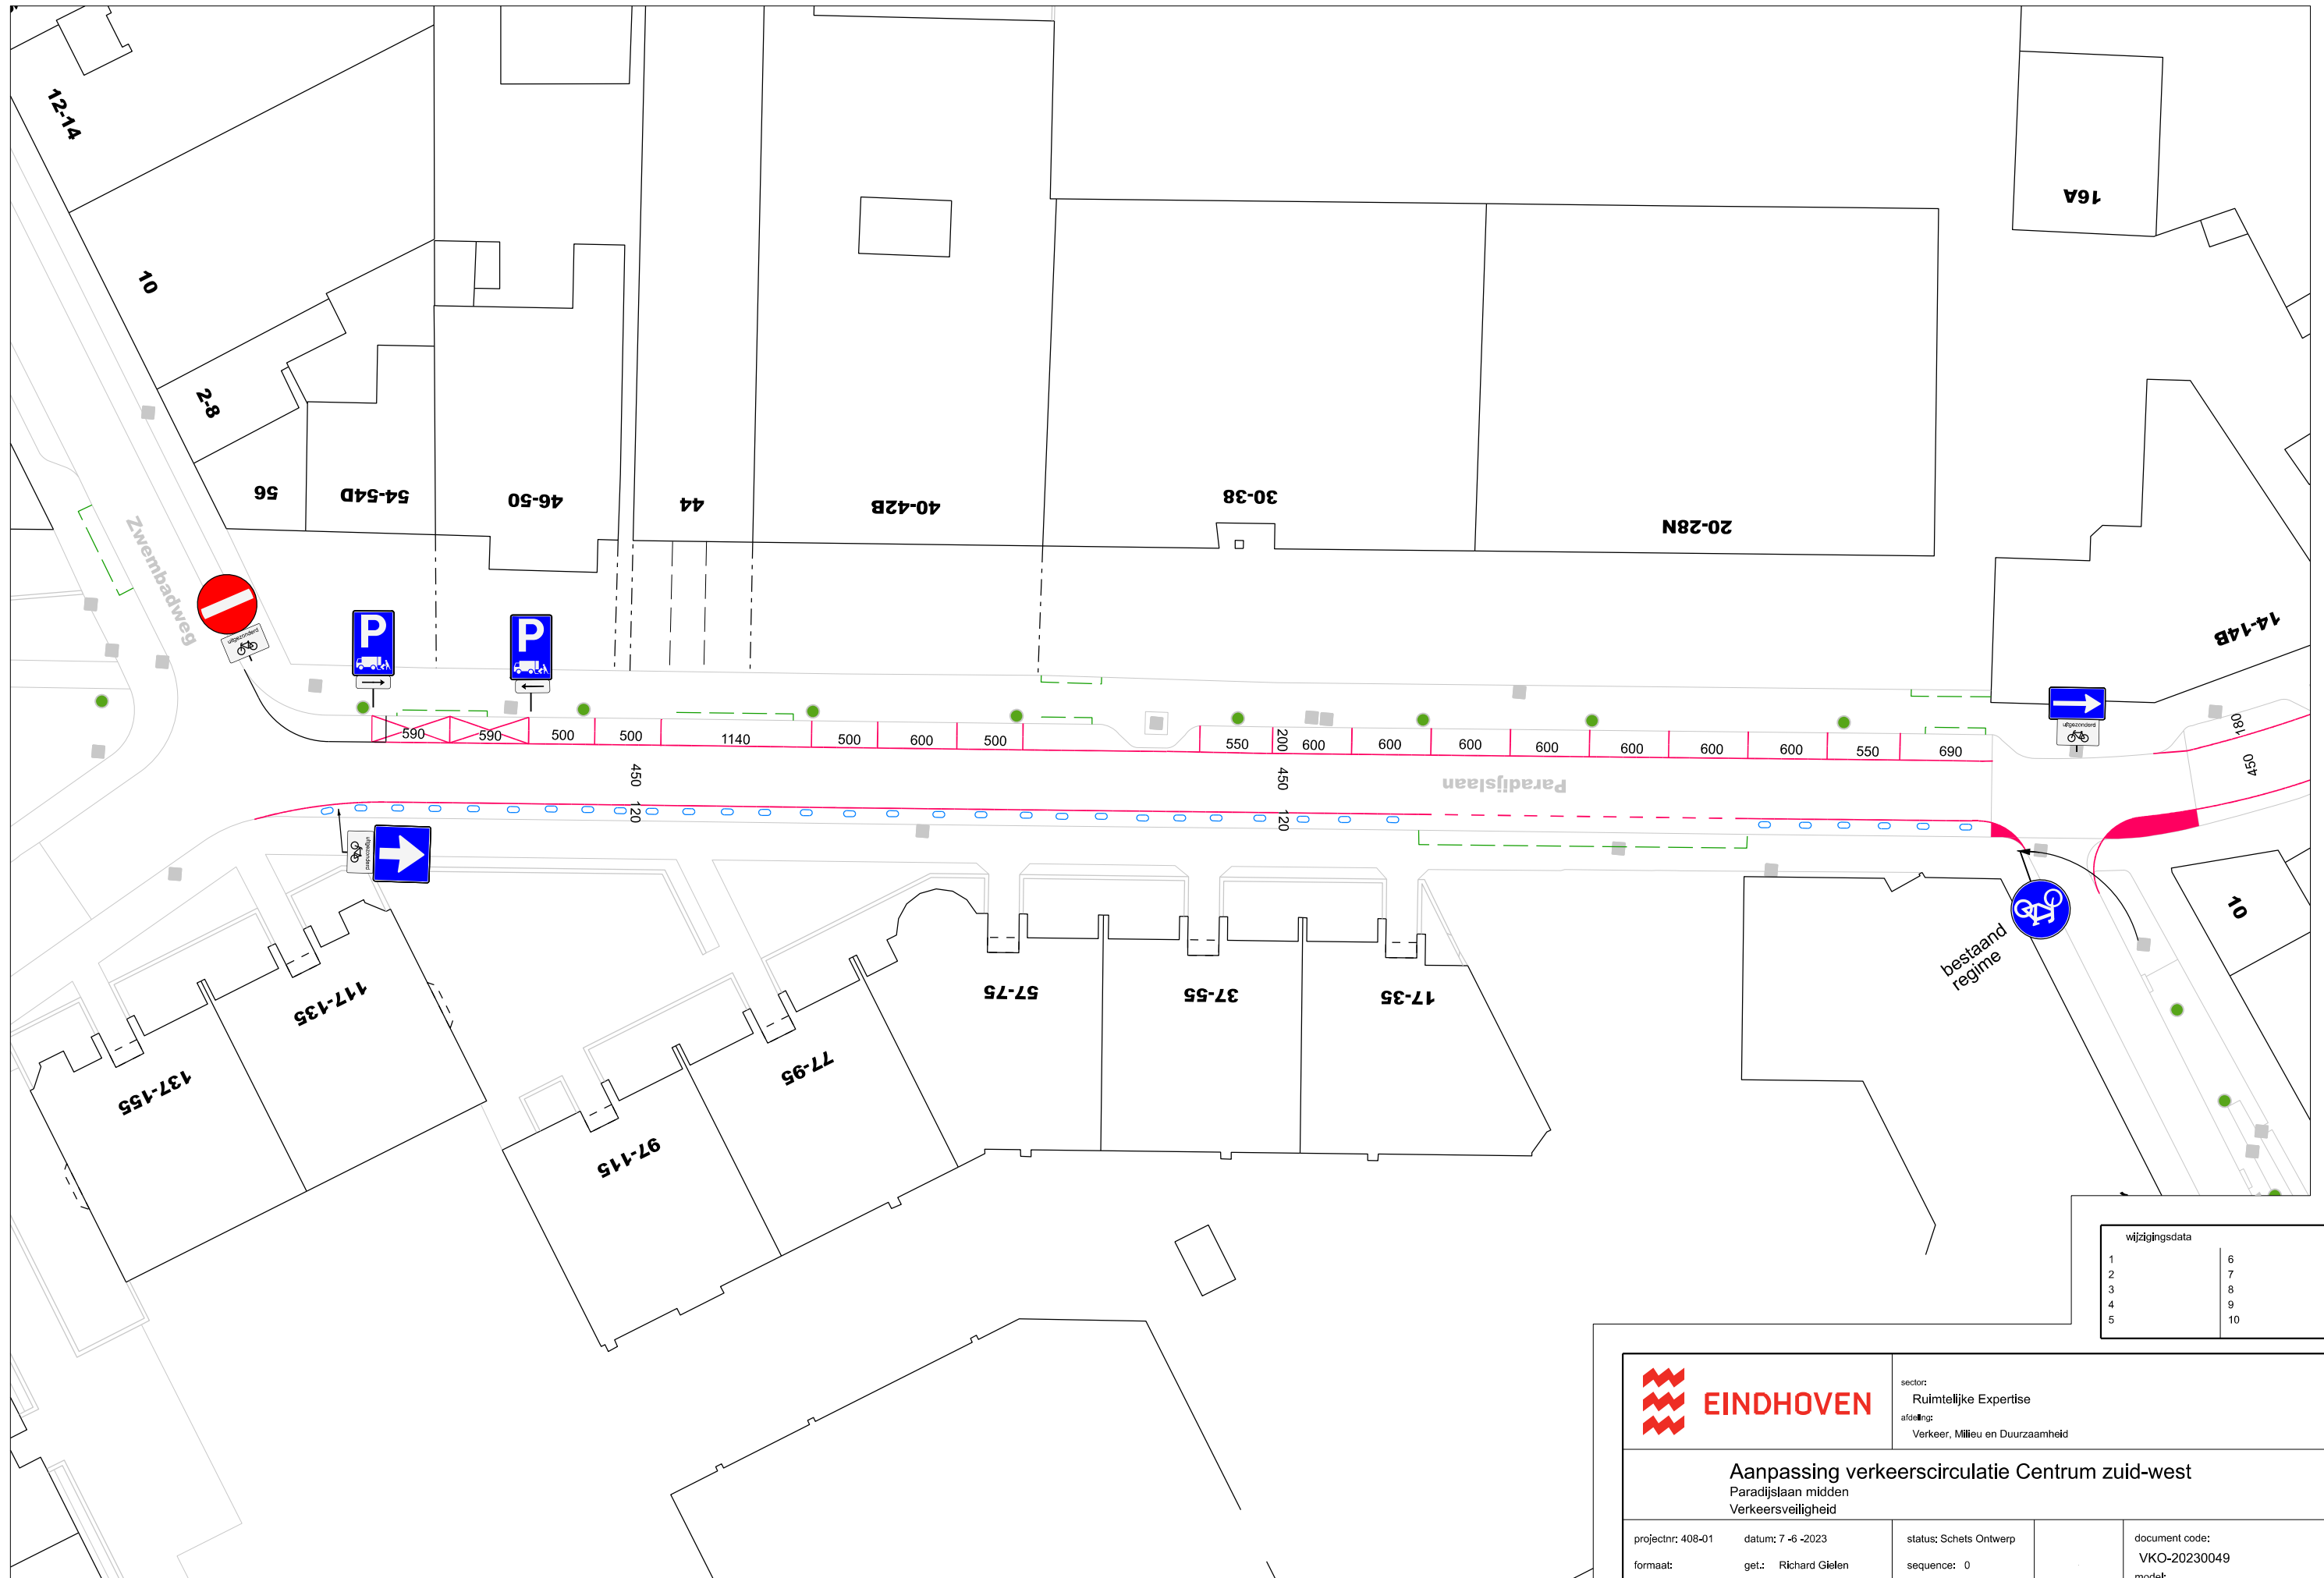 12-14
10
2-8
56
54-54D
46-50
44
40-42B
30-38
20-28N
16A
14-14B
Zwembadweg
uitgezonderd
P
P
uitgezonderd
590
590
500
500
1140
500
600
500
550
200
600
600
600
600
600
600
600
550
690
180
450
450
120
450
120
Paradijslaan
uitgezonderd
bestaand
regime
10
137-155
117-135
97-115
77-95
57-75
37-55
17-35
wijzigingsdata
1
2
3
4
5
6
7
8
9
10
EINDHOVEN
sector:
Ruimtelijke Expertise
afdeling:
Verkeer, Milieu en Duurzaamheid
Aanpassing verkeerscirculatie Centrum zuid-west
Paradijslaan midden
Verkeersveiligheid
projectnr: 408-01
datum: 7 -6 -2023
status: Schets Ontwerp
document code:
formaat:
get.: Richard Gielen
sequence: 0
VKO-20230049
model: